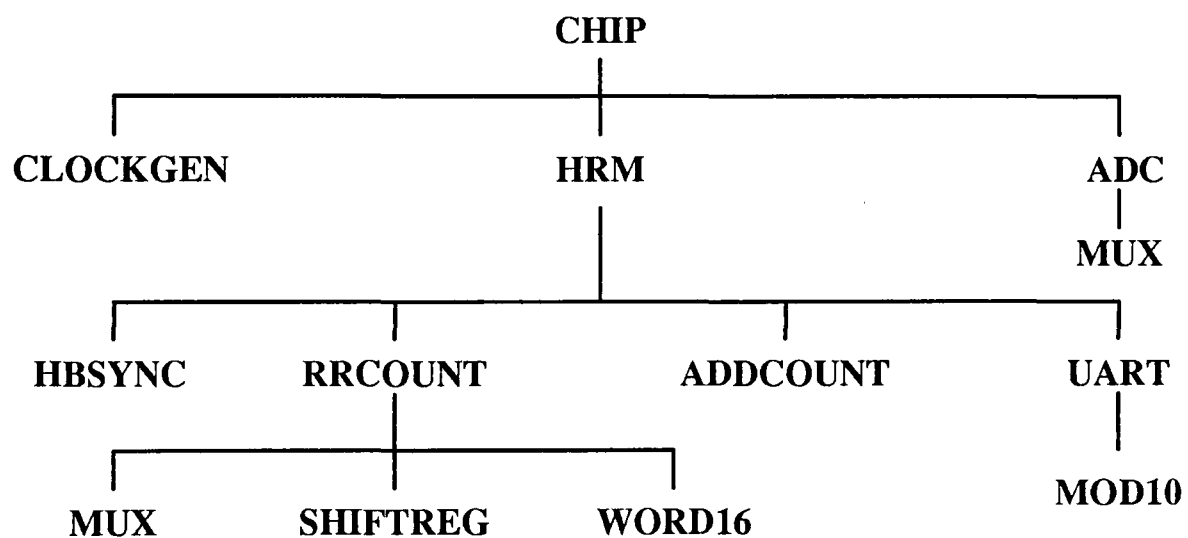 CHIP
CLOCKGEN HRM ADC
MUX
HBSYNC RRCOUNT ADDCOUNT UART
MUX SHIFTREG WORD16 MOD10